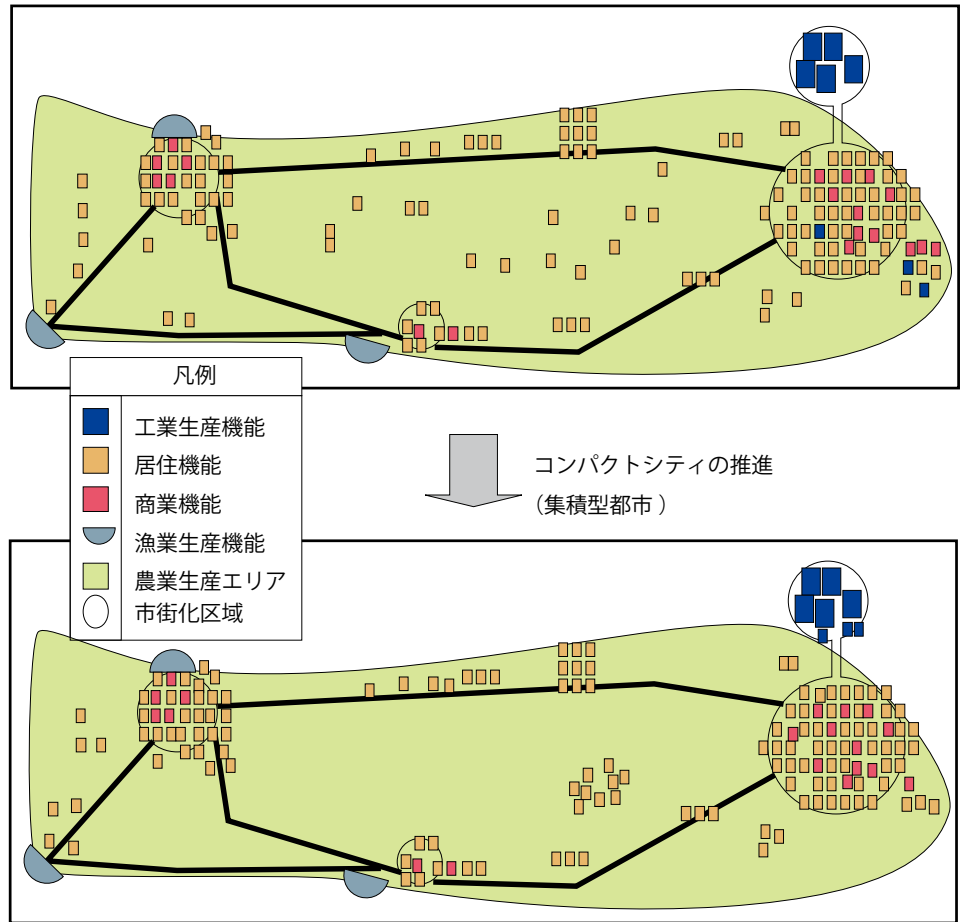 凡例
工業生産機能
居住機能
商業機能
漁業生産機能
農業生産エリア
市街化区域
コンパクトシティの推進
（集積型都市 ）